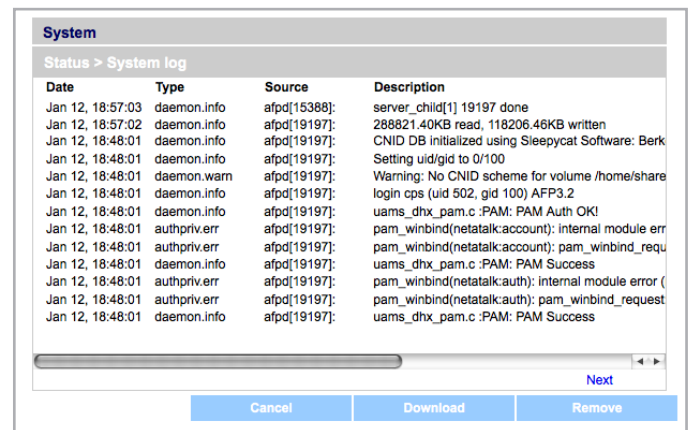 System
Status > System log
Date Type Source Description
Jan 12, 18:57:03 daemon.info afpd[15388]: server_child[1] 19197 done
Jan 12, 18:57:02 daemon.info afpd[19197]: 288821.40KB read, 118206.46KB written
Jan 12, 18:48:01 daemon.info afpd[19197]: CNID DB initialized using Sleepycat Software: Berk
Jan 12, 18:48:01 daemon.info afpd[19197]: Setting uid/gid to 0/100
Jan 12, 18:48:01 daemon.warn afpd[19197]: Warning: No CNID scheme for volume /home/share
Jan 12, 18:48:01 daemon.info afpd[19197]: login cps (uid 502, gid 100) AFP3.2
Jan 12, 18:48:01 daemon.info afpd[19197]: uams_dhx_pam.c :PAM: PAM Auth OK!
Jan 12, 18:48:01 authpriv.err afpd[19197]: pam_winbind(netatalk:account): internal module err
Jan 12, 18:48:01 authpriv.err afpd[19197]: pam_winbind(netatalk:account): pam_winbind_requ
Jan 12, 18:48:01 daemon.info afpd[19197]: uams_dhx_pam.c :PAM: PAM Success
Jan 12, 18:48:01 authpriv.err afpd[19197]: pam_winbind(netatalk:auth): internal module error (
Jan 12, 18:48:01 authpriv.err afpd[19197]: pam_winbind(netatalk:auth): pam_winbind_request
Jan 12, 18:48:01 daemon.info afpd[19197]: uams_dhx_pam.c :PAM: PAM Success
Next
Cancel Download Remove